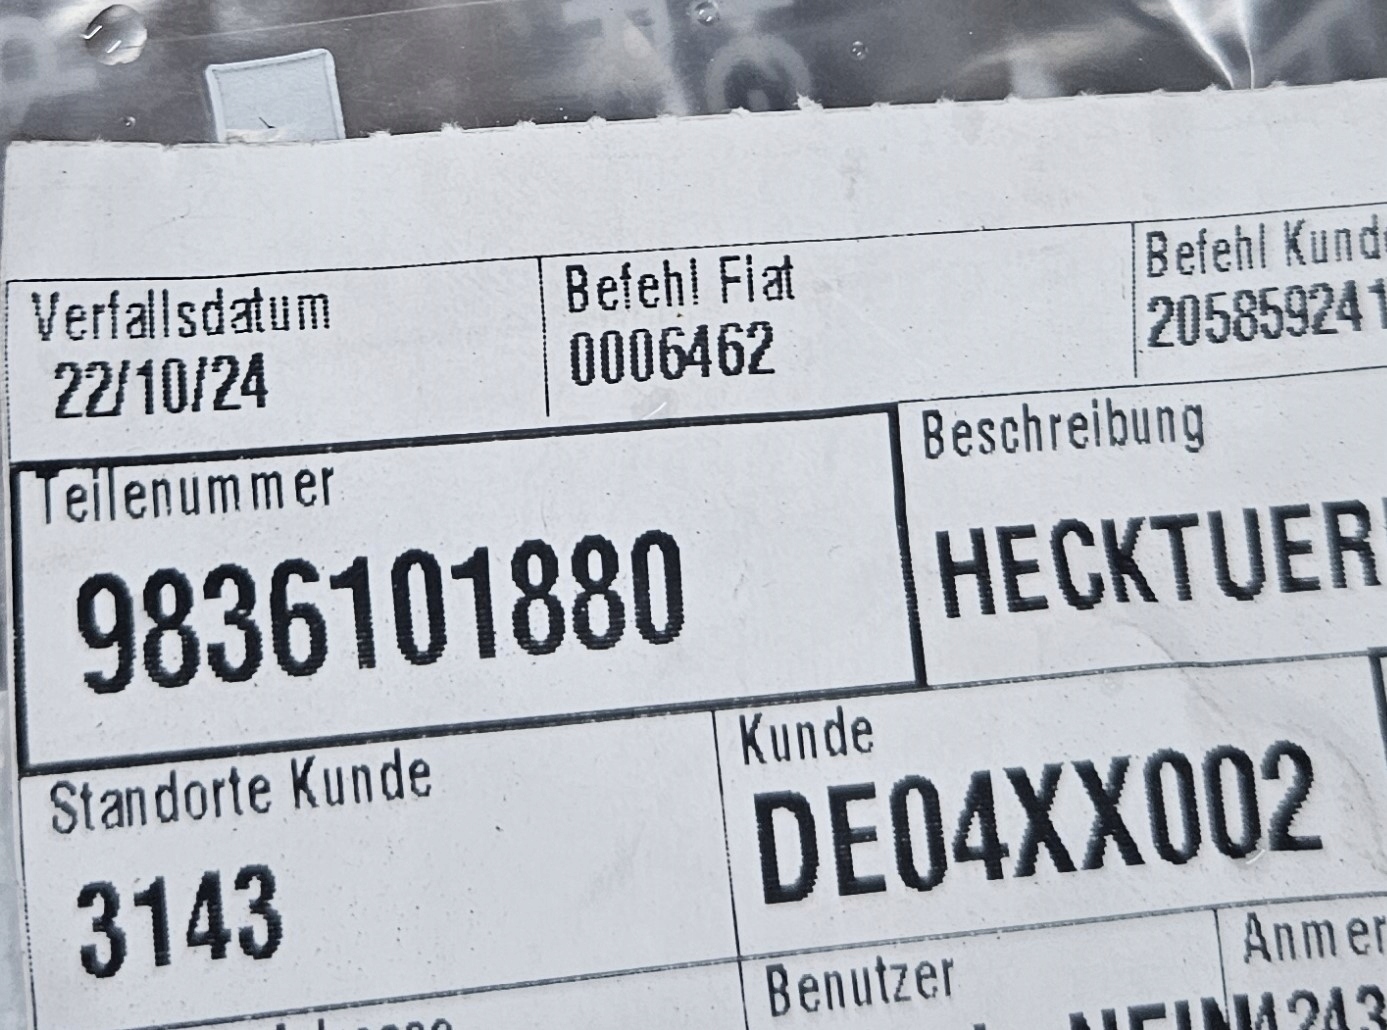 Verfallsdatum
22/10/24
Befehl Fiat
0006462
Befehl Kund
205859241
Teilenummer
9836101880
Beschreibung
HECKTUER
Standorte Kunde
3143
Kunde
DE04XX002
Benutzer
Anmer